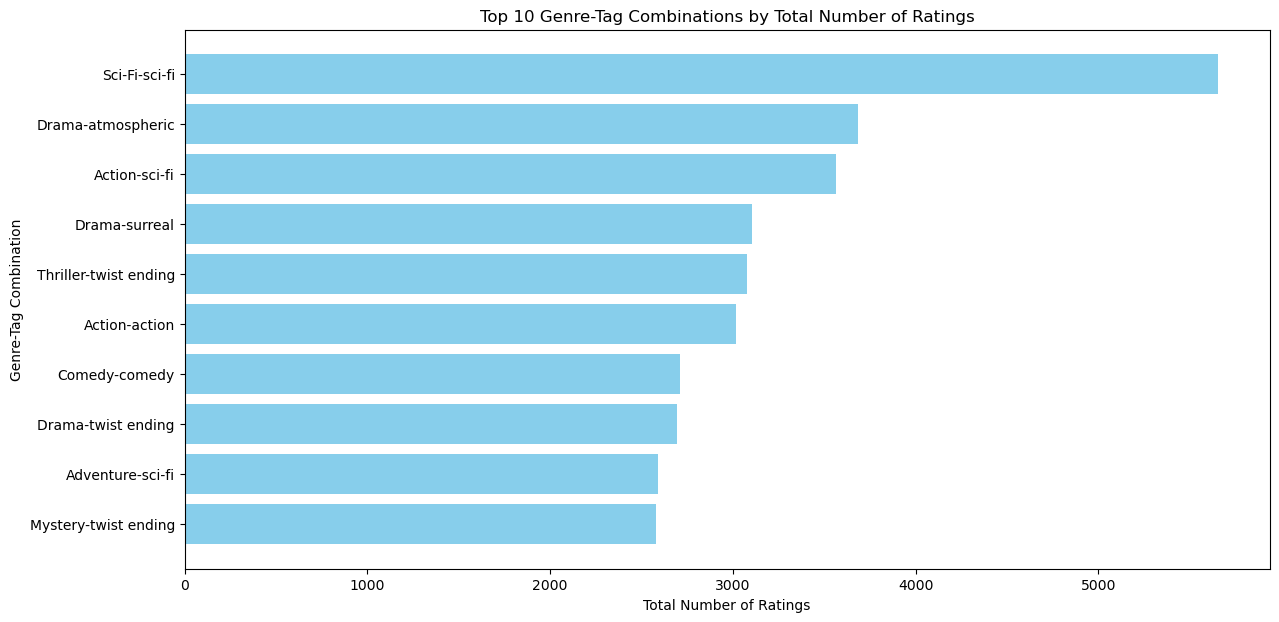 Top 10 Genre-Tag Combinations by Total Number of Ratings
Genre-Tag Combination
Sci-Fi-sci-fi
Drama-atmospheric
Action-sci-fi
Drama-surreal
Thriller-twist ending
Action-action
Comedy-comedy
Drama-twist ending
Adventure-sci-fi
Mystery-twist ending
0 1000 2000 3000 4000 5000
Total Number of Ratings